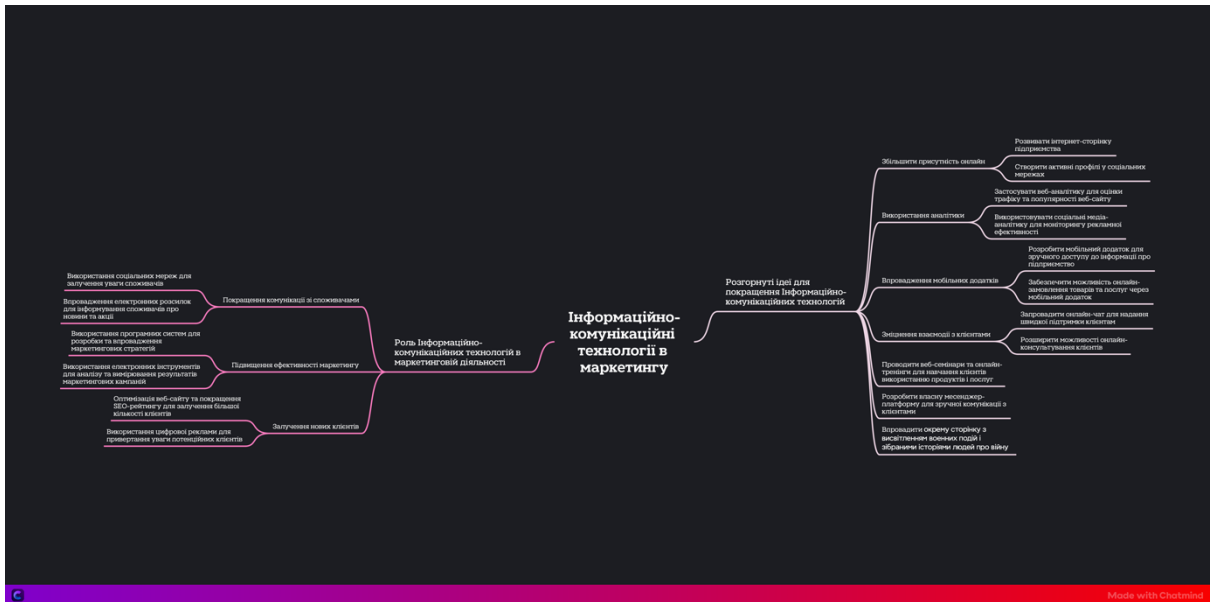 Інформаційно-
комунікаційні
технології в
маркетингу
Роль Інформаційно-
комунікаційних технологій в
маркетинговій діяльності
Покращення комунікації зі споживачами
Використання соціальних мереж для
залучення уваги споживачів
Впровадження електронних розсилок
для інформування споживачів про
новини та акції
Підвищення ефективності маркетингу
Використання програмних систем для
розробки та впровадження
маркетингових стратегій
Використання електронних інструментів
для аналізу та вимірювання результатів
маркетингових кампаній
Залучення нових клієнтів
Оптимізація веб-сайту та покращення
SEO-рейтингу для залучення більшої
кількості клієнтів
Використання цифрової реклами для
привертання уваги потенційних клієнтів
Розгорнуті ідеї для
покращення Інформаційно-
комунікаційних технологій
Збільшити присутність онлайн
Розвивати інтернет-сторінку
підприємства
Створити активні профілі у соціальних
мережах
Використання аналітики
Застосувати веб-аналітику для оцінки
трафіку та популярності веб-сайту
Використовувати соціальні медіа-
аналітику для моніторингу рекламної
ефективності
Впровадження мобільних додатків
Розробити мобільний додаток для
зручного доступу до інформації про
підприємство
Забезпечити можливість онлайн-
замовлення товарів та послуг через
мобільний додаток
Зміцнення взаємодії з клієнтами
Запровадити онлайн-чат для надання
швидкої підтримки клієнтам
Розширити можливості онлайн-
консультування клієнтів
Проводити веб-семінари та онлайн-
тренінги для навчання клієнтів
використанню продуктів і послуг
Розробити власну месенджер-
платформу для зручної комунікації з
клієнтами
Впровадити окрему сторінку з
висвітленням воєнних подій і
зібраними історіями людей про війну
Made with Chatmind